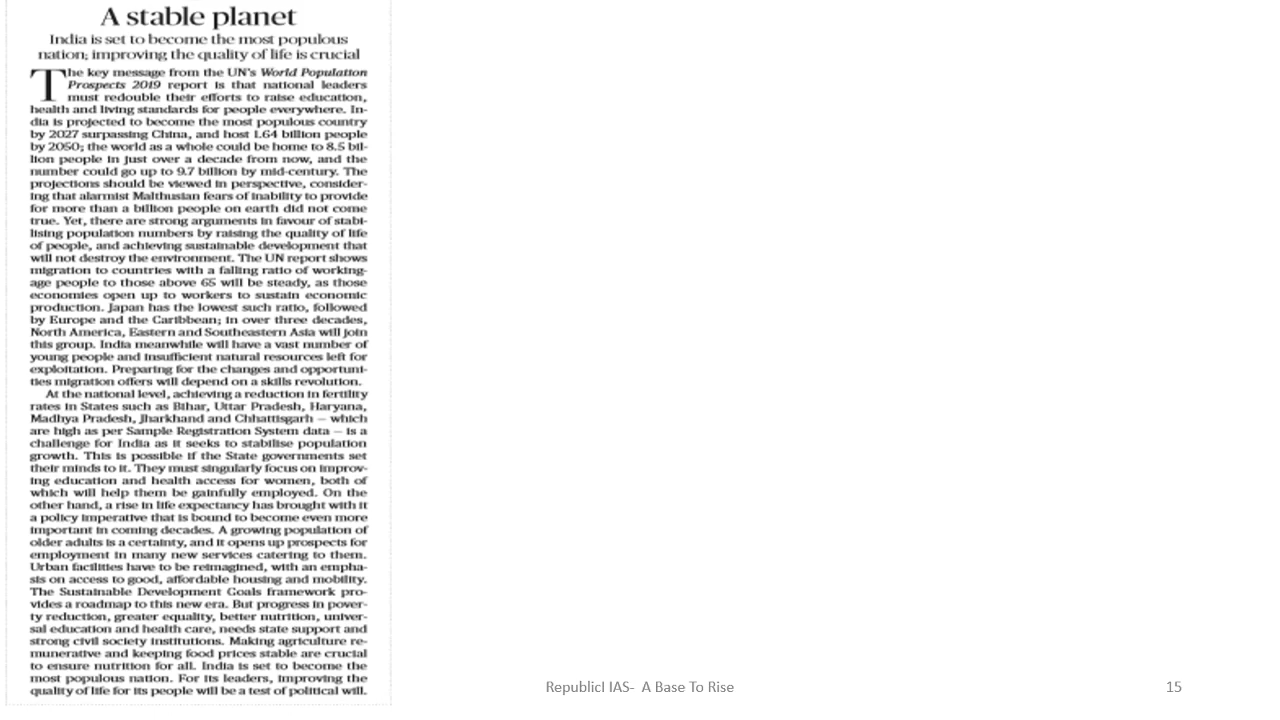 A stable planet
India is set to become the most populous
nation; improving the quality of life is crucial
The key message from the UN's World Population
Prospects 2019 report is that national leaders
must redouble their efforts to raise education,
health and living standards for people everywhere. In-
dia is projected to become the most populous country
by 2027 surpassing China, and host 1.64 billion people
by 2050; the world as a whole could be home to 8.5 bil-
lion people in just over a decade from now, and the
number could go up to 9.7 billion by mid-century. The
projections should be viewed in perspective, consider-
ing that alarmist Malthusian fears of inability to provide
for more than a billion people on earth did not come
true. Yet, there are strong arguments in favour of stabi-
lising population numbers by raising the quality of life
of people, and achieving sustainable development that
will not destroy the environment. The UN report shows
migration to countries with a falling ratio of working-
age people to those above 65 will be steady, as those
economies open up to workers to sustain economic
production. Japan has the lowest such ratio, followed
by Europe and the Caribbean; in over three decades,
North America, Eastern and Southeastern Asia will join
this group. India meanwhile will have a vast number of
young people and insufficient natural resources left for
exploitation. Preparing for the changes and opportuni-
ties migration offers will depend on a skills revolution.
At the national level, achieving a reduction in fertility
rates in States such as Bihar, Uttar Pradesh, Haryana,
Madhya Pradesh, Jharkhand and Chhattisgarh – which
are high as per Sample Registration System data – is a
challenge for India as it seeks to stabilise population
growth. This is possible if the State governments set
their minds to it. They must singularly focus on improv-
ing education and health access for women, both of
which will help them be gainfully employed. On the
other hand, a rise in life expectancy has brought with it
a policy imperative that is bound to become even more
important in coming decades. A growing population of
older adults is a certainty, and it opens up prospects for
employment in many new services catering to them.
Urban facilities have to be reimagined, with an empha-
sis on access to good, affordable housing and mobility.
The Sustainable Development Goals framework pro-
vides a roadmap to this new era. But progress in pover-
ty reduction, greater equality, better nutrition, univer-
sal education and health care, needs state support and
strong civil society institutions. Making agriculture re-
munerative and keeping food prices stable are crucial
to ensure nutrition for all. India is set to become the
most populous nation. For its leaders, improving the
quality of life for its people will be a test of political will.
RepublicI IAS-  A Base To Rise
15